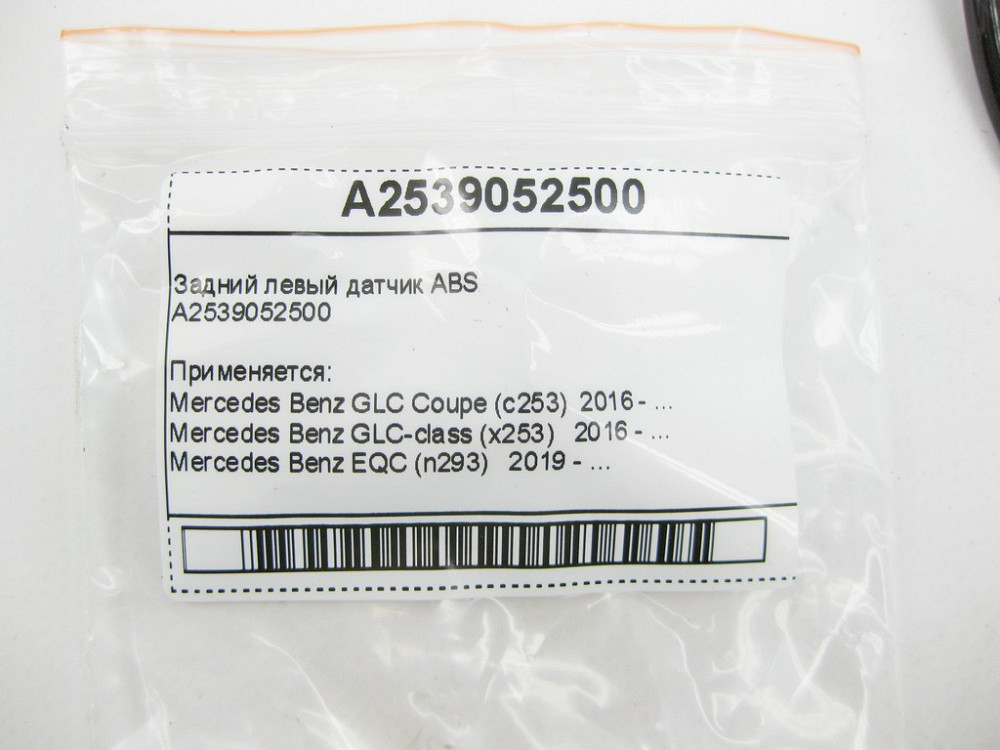 A2539052500
Задний левый датчик ABS
A2539052500
Применяется:
Mercedes Benz GLC Coupe (c253) 2016 - ...
Mercedes Benz GLC-class (x253) 2016 - ...
Mercedes Benz EQC (n293) 2019 - ...